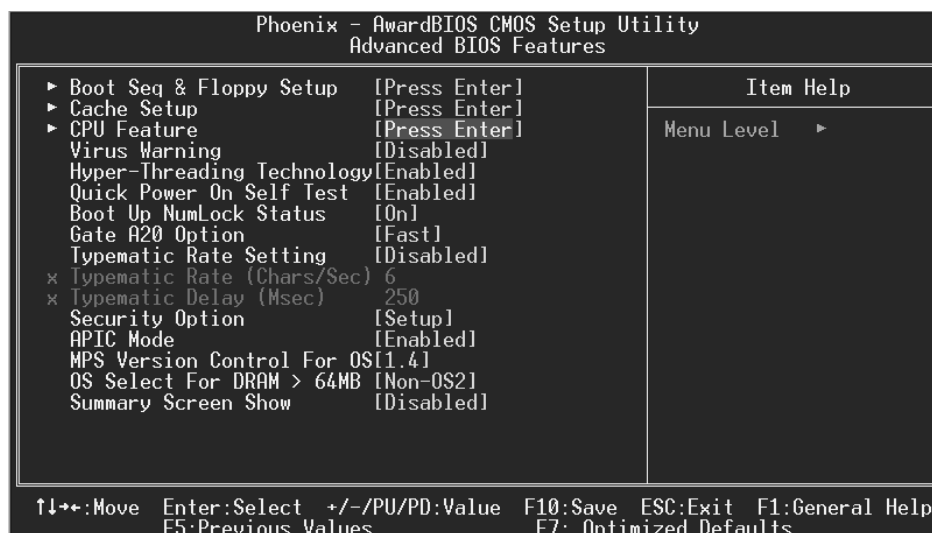 Phoenix - AwardBIOS CMOS Setup Utility
Advanced BIOS Features
► Boot Seq & Floppy Setup [Press Enter]
► Cache Setup [Press Enter]
► CPU Feature [Press Enter]
Virus Warning [Disabled]
Hyper-Threading Technology[Enabled]
Quick Power On Self Test [Enabled]
Boot Up NumLock Status [On]
Gate A20 Option [Fast]
Typematic Rate Setting [Disabled]
x Typematic Rate (Chars/Sec) 6
x Typematic Delay (Msec) 250
Security Option [Setup]
APIC Mode [Enabled]
MPS Version Control For OS[1.4]
OS Select For DRAM > 64MB [Non-OS2]
Summary Screen Show [Disabled]
Item Help
Menu Level ►
↑↓→←:Move Enter:Select +/-/PU/PD:Value F10:Save ESC:Exit F1:General Help
F5:Previous Values F7: Optimized Defaults